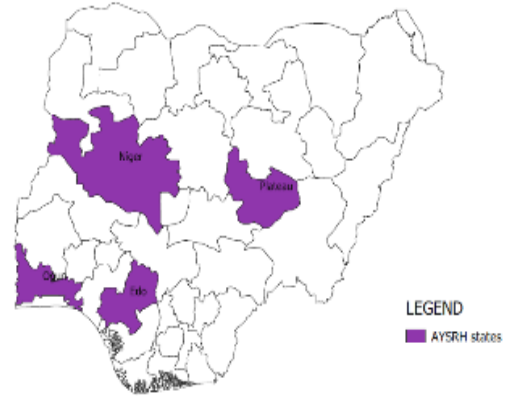 Niger
Plateau
Ogun
Edo
LEGEND
AYSRH states